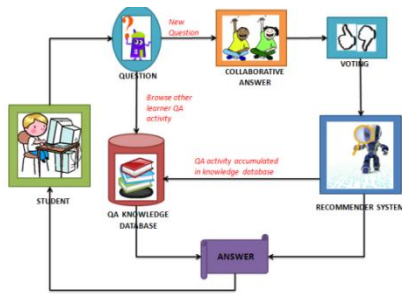 New
Question
QUESTION
COLLABORATIVE
ANSWER
VOTING
Browse other
learner QA
activity
QA activity accumulated
in knowledge database
STUDENT
QA KNOWLEDGE
DATABASE
RECOMMENDER SYSTEM
ANSWER